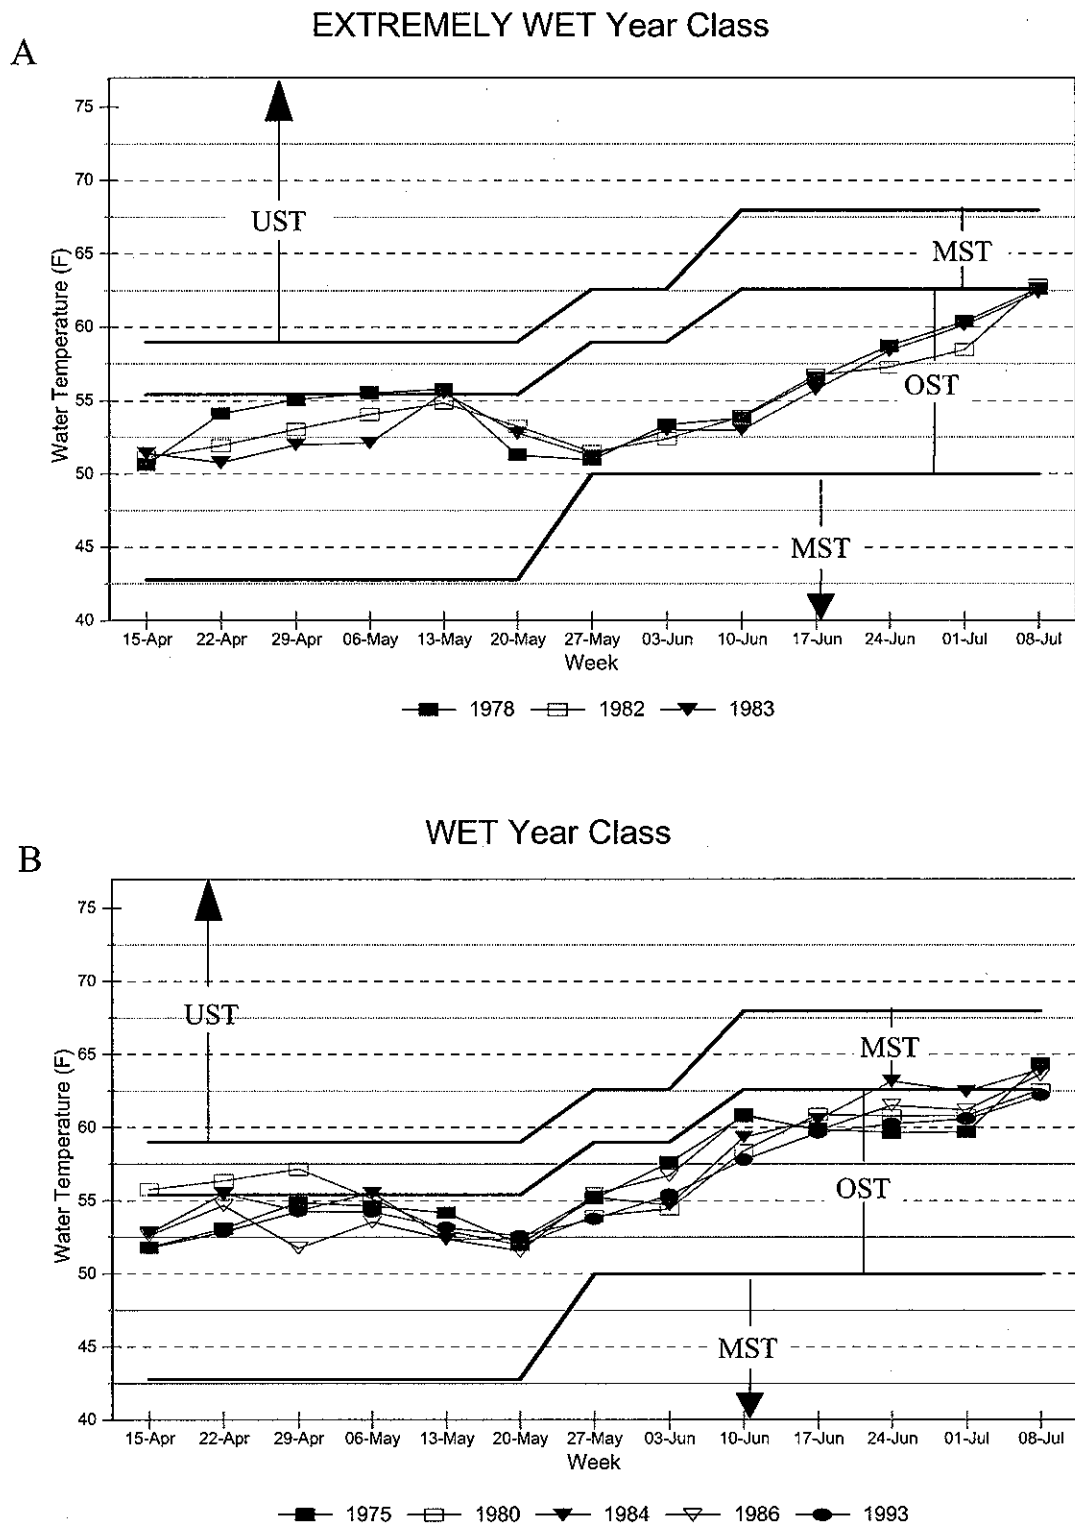 EXTREMELY WET Year Class
A
75
70
65
60
55
50
45
40
Water Temperature (F)
UST
MST
OST
MST
15-Apr 22-Apr 29-Apr 06-May 13-May 20-May 27-May 03-Jun 10-Jun 17-Jun 24-Jun 01-Jul 08-Jul
Week
1978 1982 1983
WET Year Class
B
75
70
65
60
55
50
45
40
Water Temperature (F)
UST
MST
OST
MST
15-Apr 22-Apr 29-Apr 06-May 13-May 20-May 27-May 03-Jun 10-Jun 17-Jun 24-Jun 01-Jul 08-Jul
Week
1975 1980 1984 1986 1993